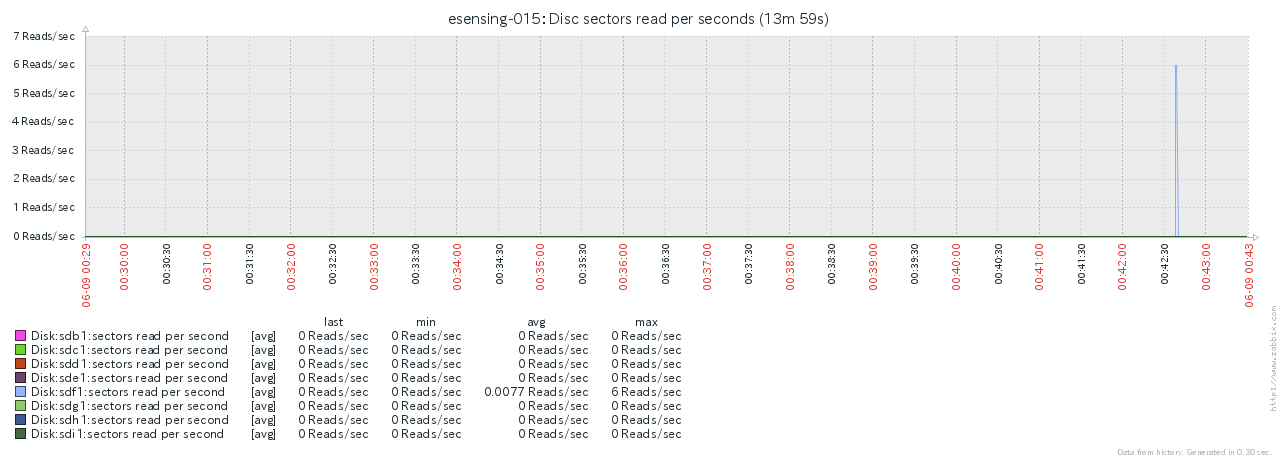 esensing-015: Disc sectors read per seconds (13m 59s)
7 Reads/sec
6 Reads/sec
5 Reads/sec
4 Reads/sec
3 Reads/sec
2 Reads/sec
1 Reads/sec
0 Reads/sec
06-09 00:29
00:30:00
00:30:30
00:31:00
00:31:30
00:32:00
00:32:30
00:33:00
00:33:30
00:34:00
00:34:30
00:35:00
00:35:30
00:36:00
00:36:30
00:37:00
00:37:30
00:38:00
00:38:30
00:39:00
00:39:30
00:40:00
00:40:30
00:41:00
00:41:30
00:42:00
00:42:30
00:43:00
06-09 00:43
last min avg max
Disk:sdb1:sectors read per second [avg] 0 Reads/sec 0 Reads/sec 0 Reads/sec 0 Reads/sec
Disk:sdc1:sectors read per second [avg] 0 Reads/sec 0 Reads/sec 0 Reads/sec 0 Reads/sec
Disk:sdd1:sectors read per second [avg] 0 Reads/sec 0 Reads/sec 0 Reads/sec 0 Reads/sec
Disk:sde1:sectors read per second [avg] 0 Reads/sec 0 Reads/sec 0 Reads/sec 0 Reads/sec
Disk:sdf1:sectors read per second [avg] 0 Reads/sec 0 Reads/sec 0.0077 Reads/sec 6 Reads/sec
Disk:sdg1:sectors read per second [avg] 0 Reads/sec 0 Reads/sec 0 Reads/sec 0 Reads/sec
Disk:sdh1:sectors read per second [avg] 0 Reads/sec 0 Reads/sec 0 Reads/sec 0 Reads/sec
Disk:sdi1:sectors read per second [avg] 0 Reads/sec 0 Reads/sec 0 Reads/sec 0 Reads/sec
http://www.zabbix.com
Data from history. Generated in 0.30 sec.